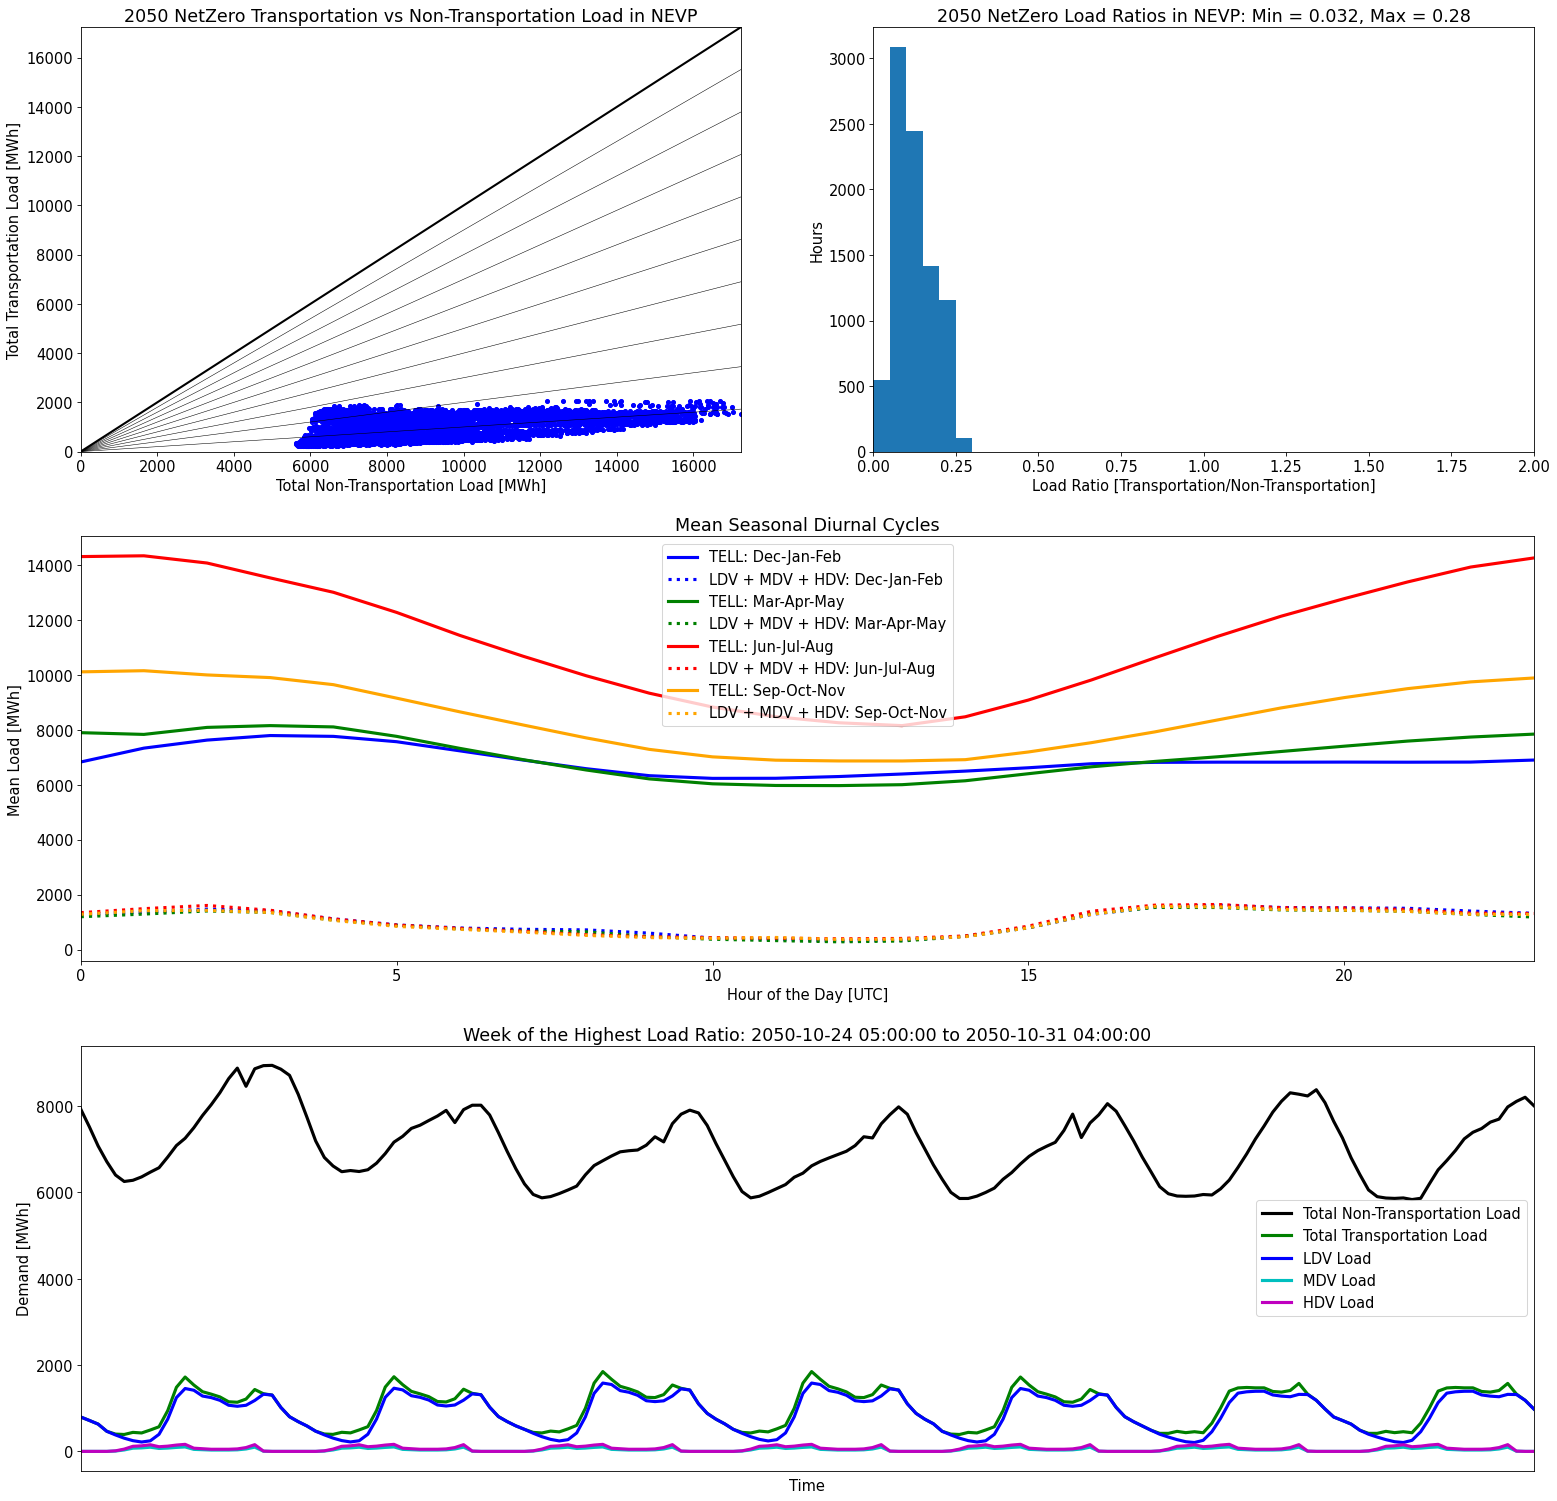 2050 NetZero Transportation vs Non-Transportation Load in NEVP
Total Transportation Load [MWh]
16000
14000
12000
10000
8000
6000
4000
2000
0
0 2000 4000 6000 8000 10000 12000 14000 16000
Total Non-Transportation Load [MWh]
2050 NetZero Load Ratios in NEVP: Min = 0.032, Max = 0.28
Hours
3000
2500
2000
1500
1000
500
0
0.00 0.25 0.50 0.75 1.00 1.25 1.50 1.75 2.00
Load Ratio [Transportation/Non-Transportation]
Mean Seasonal Diurnal Cycles
Mean Load [MWh]
14000
12000
10000
8000
6000
4000
2000
0
TELL: Dec-Jan-Feb
LDV + MDV + HDV: Dec-Jan-Feb
TELL: Mar-Apr-May
LDV + MDV + HDV: Mar-Apr-May
TELL: Jun-Jul-Aug
LDV + MDV + HDV: Jun-Jul-Aug
TELL: Sep-Oct-Nov
LDV + MDV + HDV: Sep-Oct-Nov
0 5 10 15 20
Hour of the Day [UTC]
Week of the Highest Load Ratio: 2050-10-24 05:00:00 to 2050-10-31 04:00:00
Demand [MWh]
8000
6000
4000
2000
0
Total Non-Transportation Load
Total Transportation Load
LDV Load
MDV Load
HDV Load
Time